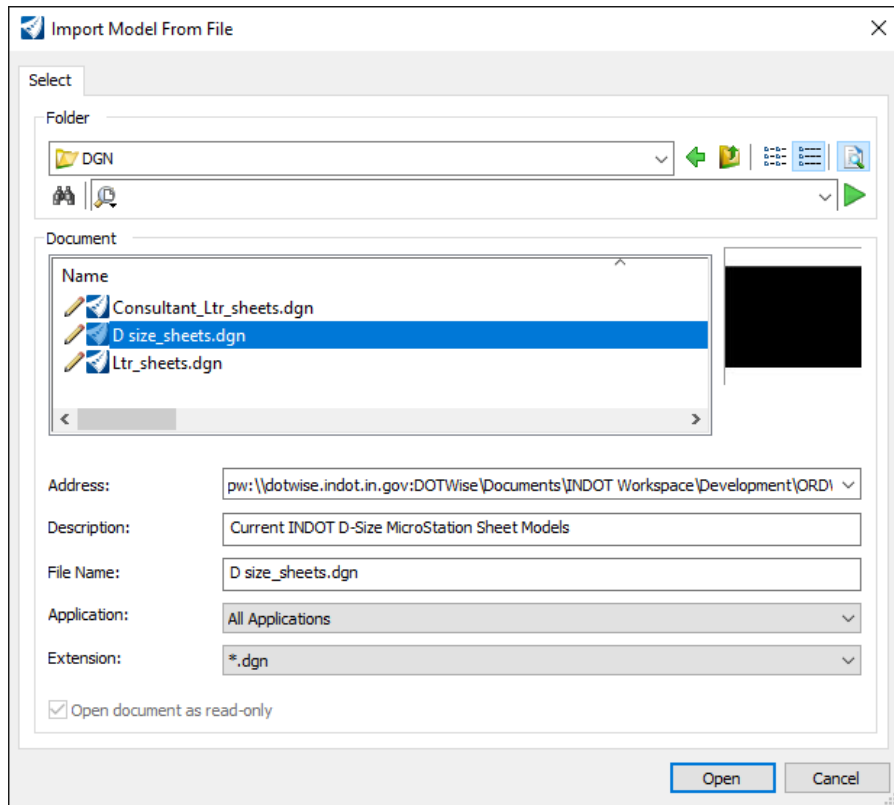 Import Model From File
Select
Folder
DGN
Document
Name
Consultant_Ltr_sheets.dgn
D size_sheets.dgn
Ltr_sheets.dgn
Address: pw:\\dotwise.indot.in.gov:DOTWise\Documents\INDOT Workspace\Development\ORD\
Description: Current INDOT D-Size MicroStation Sheet Models
File Name: D size_sheets.dgn
Application: All Applications
Extension: *.dgn
Open document as read-only
Open Cancel